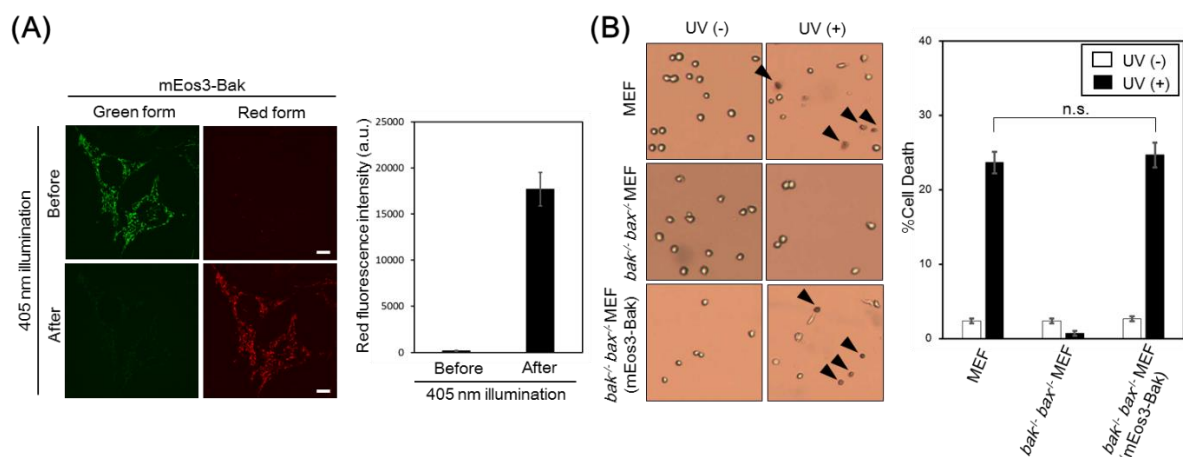 (A)
mEos3-Bak
Green form Red form
405 nm illumination
Before
After
Red fluorescence intensity (a.u.)
25000
20000
15000
10000
5000
0
Before After
405 nm illumination
(B)
UV (-) UV (+)
MEF
bak-/- bax-/- MEF
bak-/- bax-/- MEF
(mEos3-Bak)
%Cell Death
40
30
20
10
0
UV (-)
UV (+)
n.s.
MEF
bak-/- bax-/- MEF
bak-/- bax-/- MEF
(mEos3-Bak)